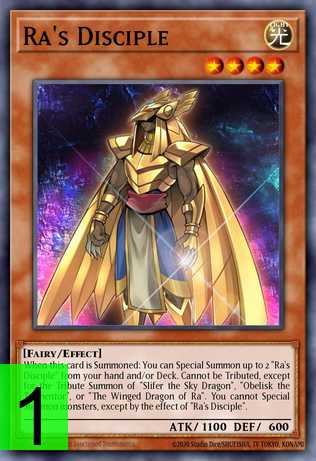 Ra's Disciple
LIGHT
光
[Fairy/Effect]
When this card is Summoned: You can Special Summon up to 2 "Ra's
Disciple" from your hand and/or Deck. Cannot be Tributed, except
for the Tribute Summon of "Slifer the Sky Dragon", "Obelisk the
Tormentor", or "The Winged Dragon of Ra". You cannot Special
Summon monsters, except by the effect of "Ra's Disciple".
ATK/ 1100 DEF/ 600
1
©2020 Studio Dice/SHUEISHA, TV TOKYO, KONAMI